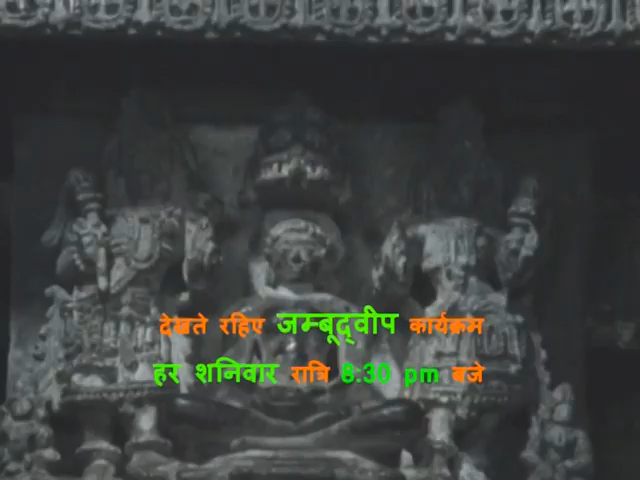 देखते रहिए जम्बूद्वीप कार्यक्रम
हर शनिवार रात्रि 8:30 pm बजे